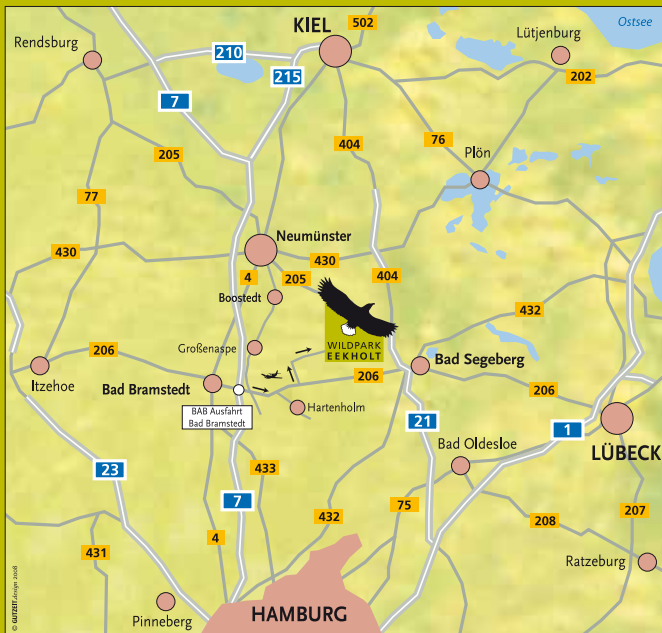 502
Ostsee
KIEL
Lütjenburg
Rendsburg
210
215
202
7
404
76
205
Plön
77
Neumünster
430
430
4
205
404
Boostedt
432
WILDPARK
EEKHOLT
Großenaspe
206
Bad Segeberg
206
206
Itzehoe
Bad Bramstedt
Hartenholm
BAB Ausfahrt
Bad Bramstedt
21
1
Bad Oldesloe
LÜBECK
23
433
7
75
432
207
208
4
431
Ratzeburg
Pinneberg
HAMBURG
© GUTZEIT design 2008